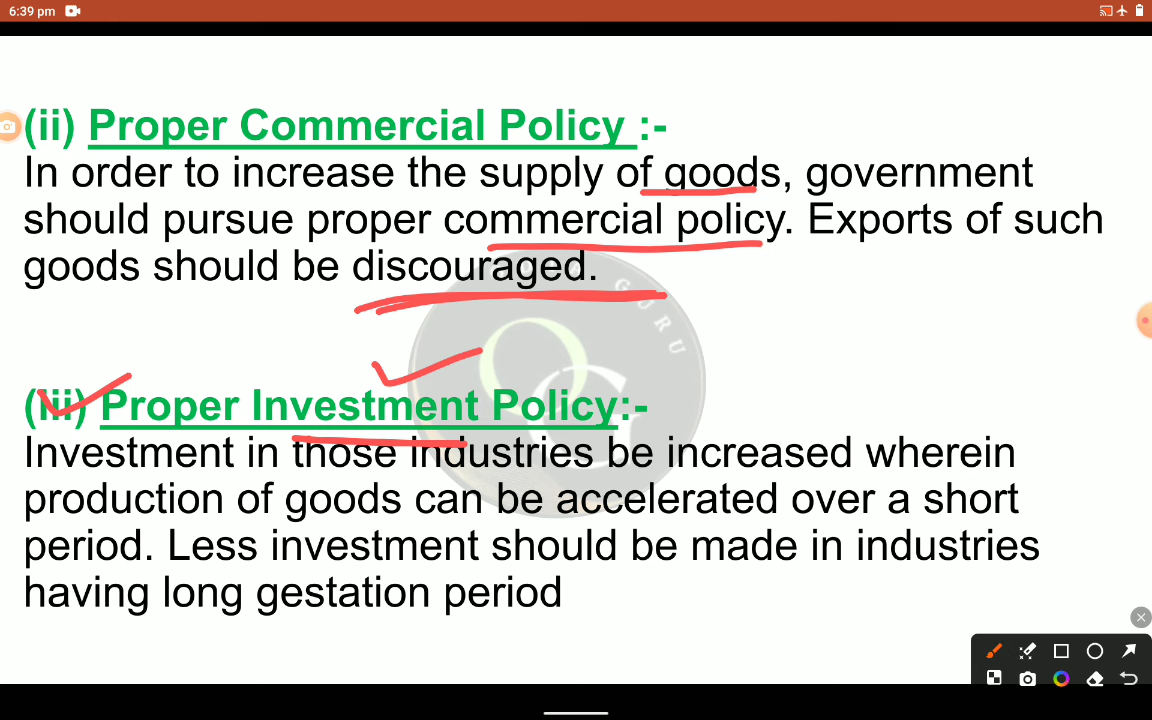 6:39 pm
(ii) Proper Commercial Policy :-
In order to increase the supply of goods, government
should pursue proper commercial policy. Exports of such
goods should be discouraged.
GURU
(iii) Proper Investment Policy:-
Investment in those industries be increased wherein
production of goods can be accelerated over a short
period. Less investment should be made in industries
having long gestation period